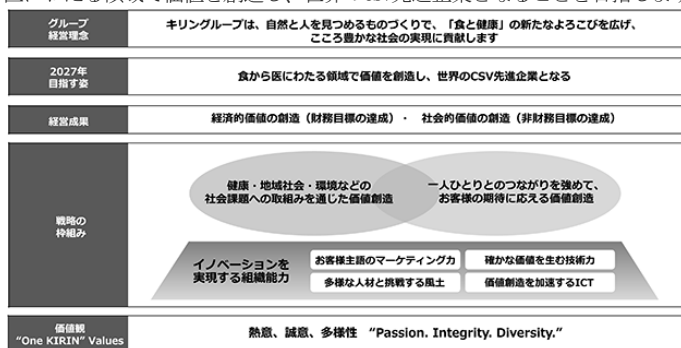 グループ
経営理念
キリングループは、自然と人を見つめるものづくりで、「食と健康」の新たなよろこびを広げ、
こころ豊かな社会の実現に貢献します
2027年
目指す姿
食から医にわたる領域で価値を創造し、世界のCSV先進企業となる
経営成果
経済的価値の創造（財務目標の達成）・ 社会的価値の創造（非財務目標の達成）
戦略の
枠組み
健康・地域社会・環境などの
社会課題への取組みを通じた価値創造
一人ひとりとのつながりを強めて、
お客様の期待に応える価値創造
イノベーションを
実現する組織能力
お客様主語のマーケティング力
確かな価値を生む技術力
多様な人材と挑戦する風土
価値創造を加速するICT
価値観
"One KIRIN" Values
熱意、誠意、多様性 "Passion. Integrity. Diversity."